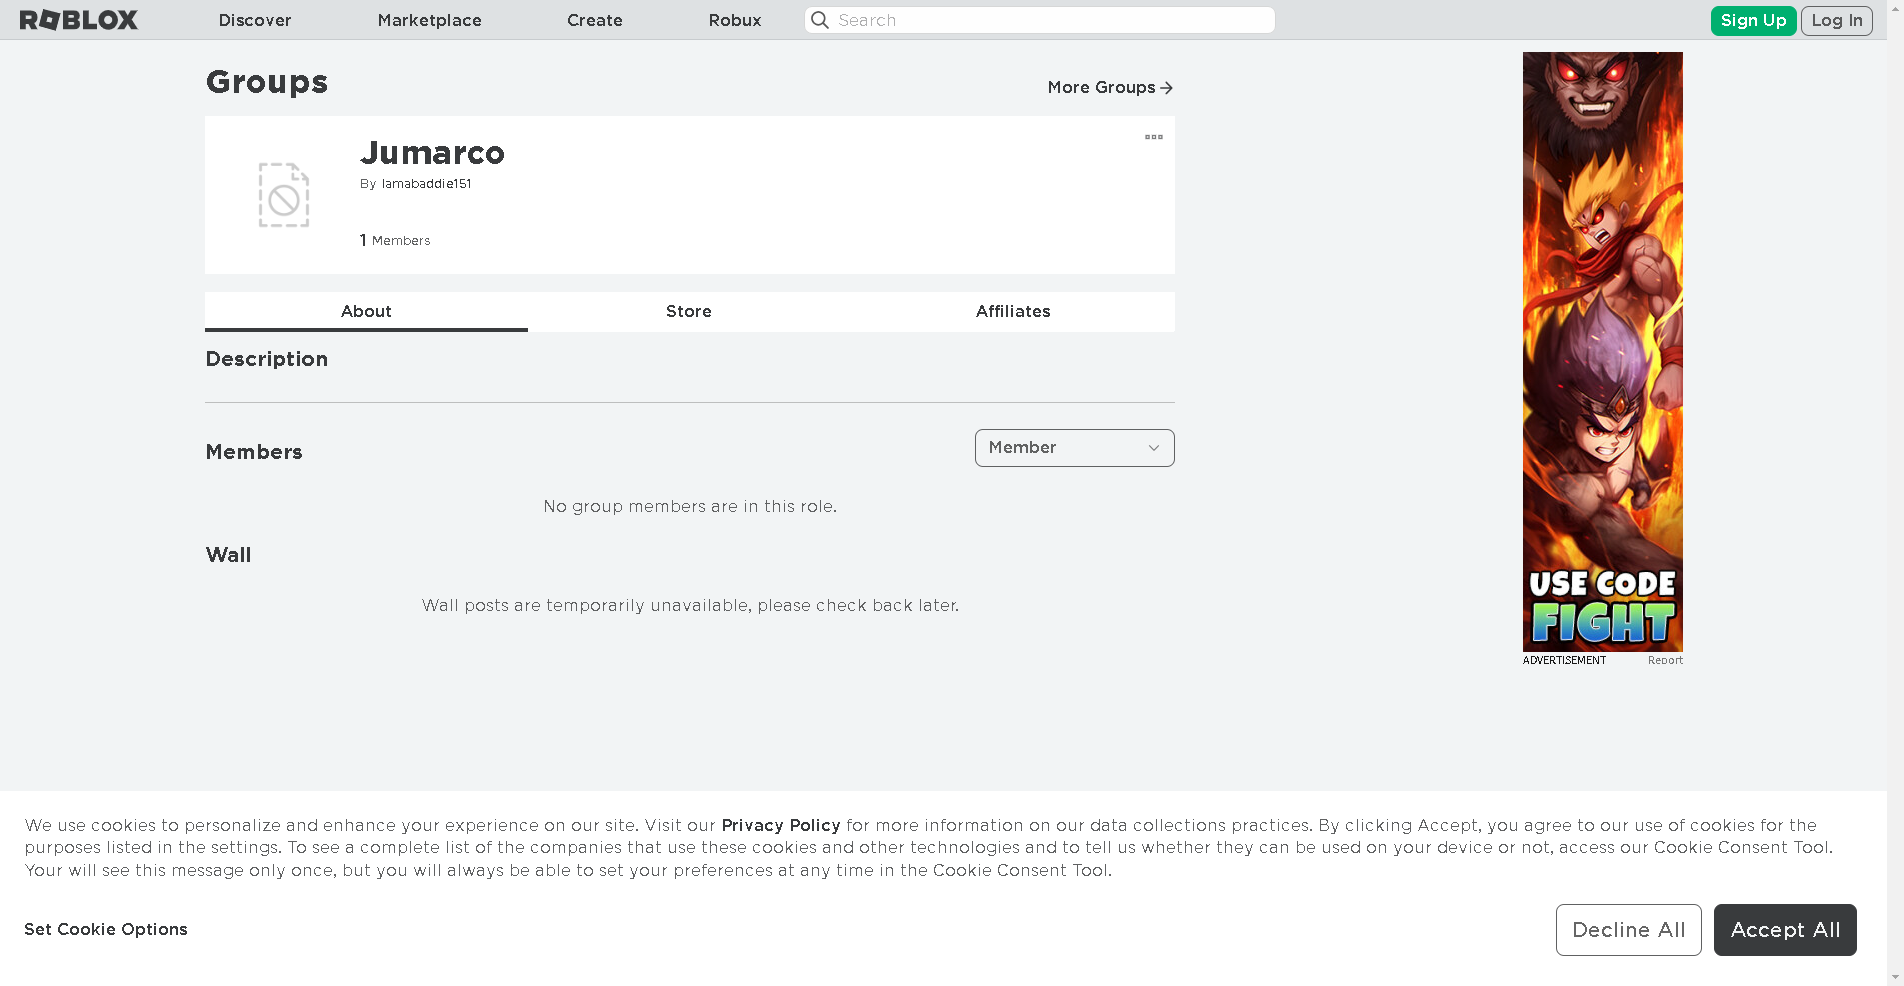 ROBLOX
Discover
Marketplace
Create
Robux
Search
Sign Up
Log In
Groups
More Groups
Jumarco
By Iamabaddie151
1 Members
About
Store
Affiliates
Description
Members
Member
No group members are in this role.
Wall
Wall posts are temporarily unavailable, please check back later.
USE CODE
FIGHT
ADVERTISEMENT
Report
We use cookies to personalize and enhance your experience on our site. Visit our Privacy Policy for more information on our data collections practices. By clicking Accept, you agree to our use of cookies for the
purposes listed in the settings. To see a complete list of the companies that use these cookies and other technologies and to tell us whether they can be used on your device or not, access our Cookie Consent Tool.
Your will see this message only once, but you will always be able to set your preferences at any time in the Cookie Consent Tool.
Set Cookie Options
Decline All
Accept All